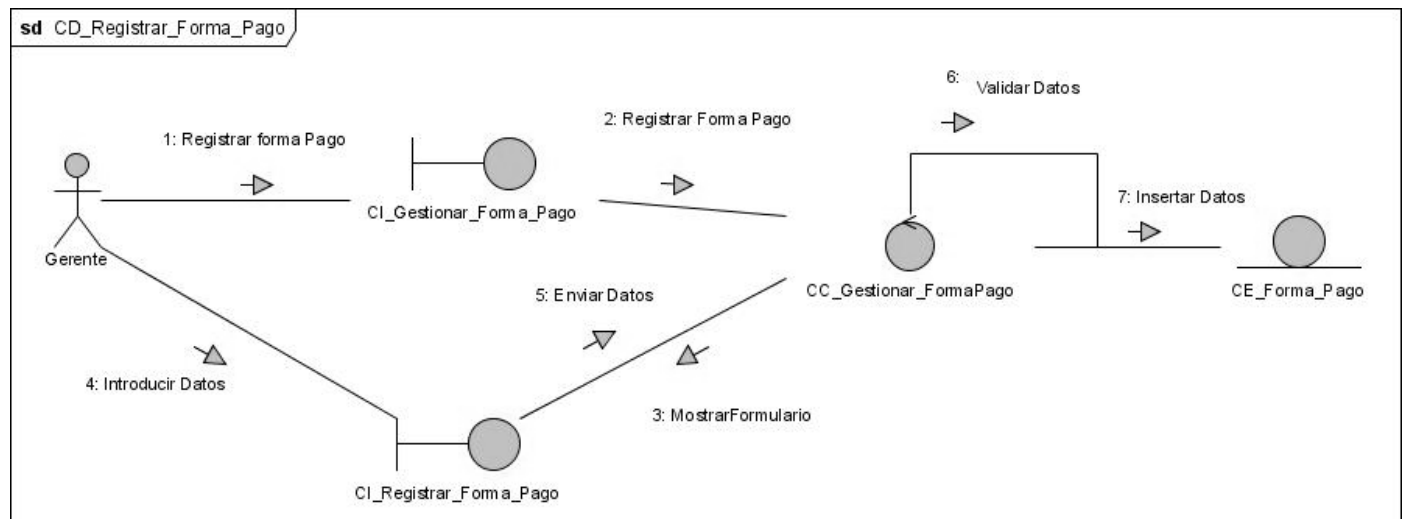 sd CD_Registrar_Forma_Pago
6: Validar Datos
1: Registrar forma Pago
2: Registrar Forma Pago
7: Insertar Datos
CI_Gestionar_Forma_Pago
Gerente
CC_Gestionar_FormaPago
CE_Forma_Pago
5: Enviar Datos
4: Introducir Datos
3: MostrarFormulario
CI_Registrar_Forma_Pago